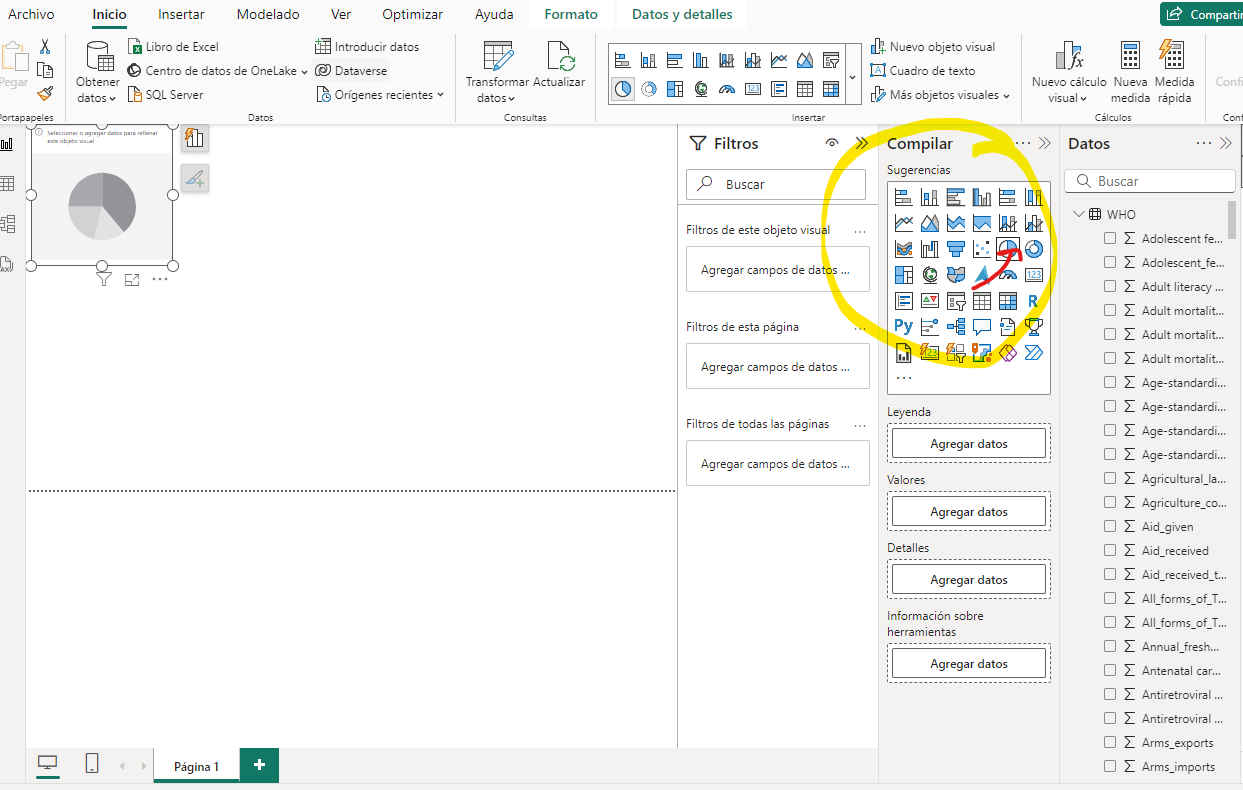 Archivo Inicio Insertar Modelado Ver Optimizar Ayuda Formato Datos y detalles Compartir
Pegar
Portapapeles
Obtener datos
Libro de Excel
Centro de datos de OneLake
SQL Server
Introducir datos
Dataverse
Orígenes recientes
Datos
Transformar datos
Actualizar
Consultas
123
Nuevo objeto visual
Cuadro de texto
Más objetos visuales
Insertar
Nuevo cálculo visual
Nueva medida
Medida rápida
Cálculos
Seleccionar o agregar datos para rellenar
este objeto visual
Filtros
Buscar
Filtros de este objeto visual ...
Agregar campos de datos ...
Filtros de esta página ...
Agregar campos de datos ...
Filtros de todas las páginas ...
Agregar campos de datos ...
Compilar ...
Sugerencias
123
R
Py
123
...
Leyenda
Agregar datos
Valores
Agregar datos
Detalles
Agregar datos
Información sobre
herramientas
Agregar datos
Datos ...
Buscar
WHO
Adolescent fe...
Adolescent_fe...
Adult literacy ...
Adult mortalit...
Adult mortalit...
Adult mortalit...
Age-standardi...
Age-standardi...
Age-standardi...
Age-standardi...
Agricultural_la...
Agriculture_co...
Aid_given
Aid_received
Aid_received_t...
All_forms_of_T...
All_forms_of_T...
Annual_fresh...
Antenatal car...
Antiretroviral ...
Antiretroviral ...
Arms_exports
Arms_imports
Página 1
+